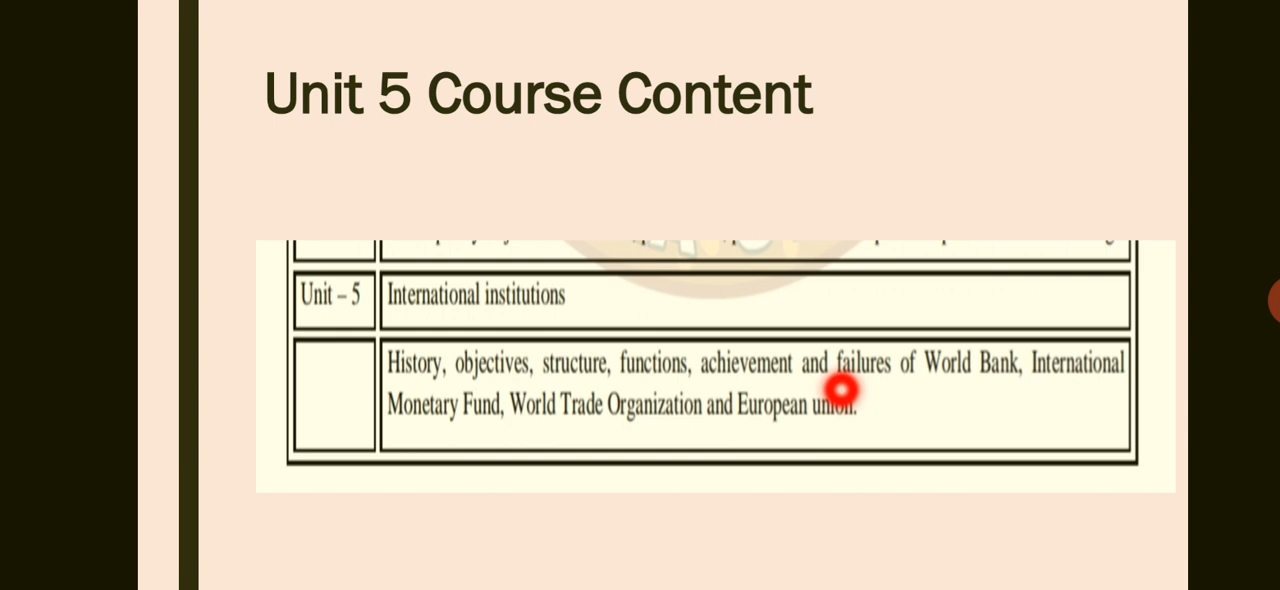 Unit 5 Course Content
Unit – 5
International institutions
History, objectives, structure, functions, achievement and failures of World Bank, International
Monetary Fund, World Trade Organization and European union.